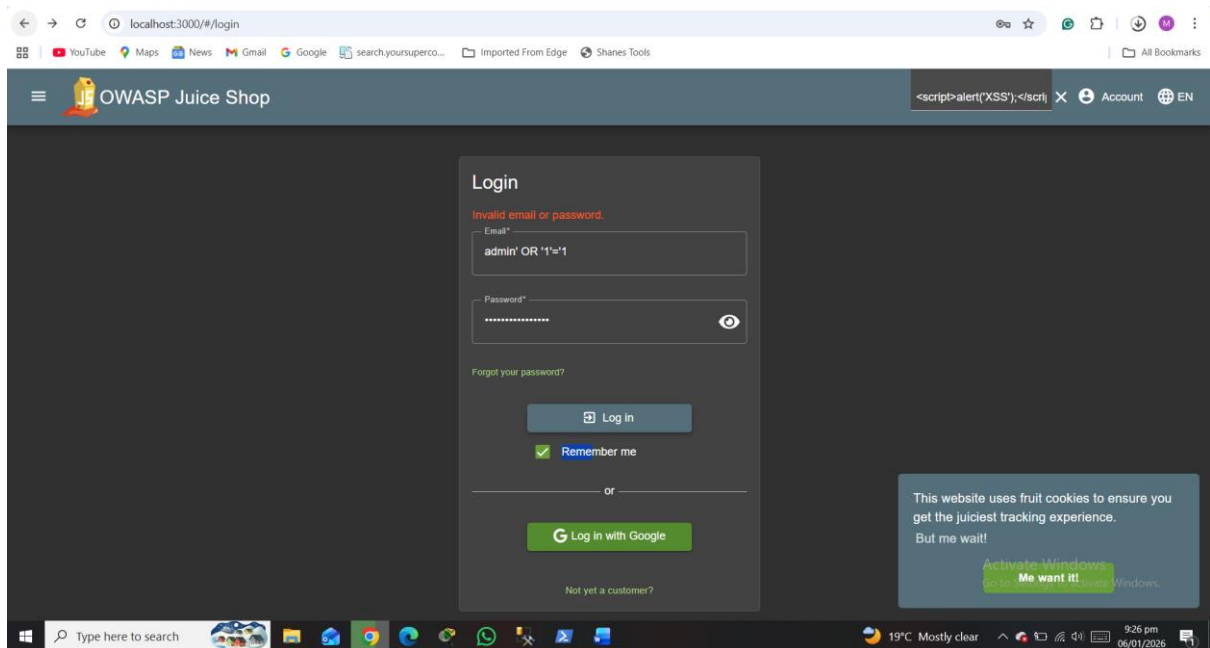 localhost:3000/#/login
YouTube Maps News Gmail Google search.yoursuperco... Imported From Edge Shanes Tools All Bookmarks
OWASP Juice Shop <script>alert('XSS');</scri Account EN
Login
Invalid email or password.
Email*
admin' OR '1'='1
Password*
••••••••••••••••
Forgot your password?
Log in
Remember me
or
G Log in with Google
Not yet a customer?
This website uses fruit cookies to ensure you
get the juiciest tracking experience.
But me wait!
Activate Windows
Me want it!
Go to Activate Windows.
Type here to search 19°C Mostly clear 9:26 pm
06/01/2026